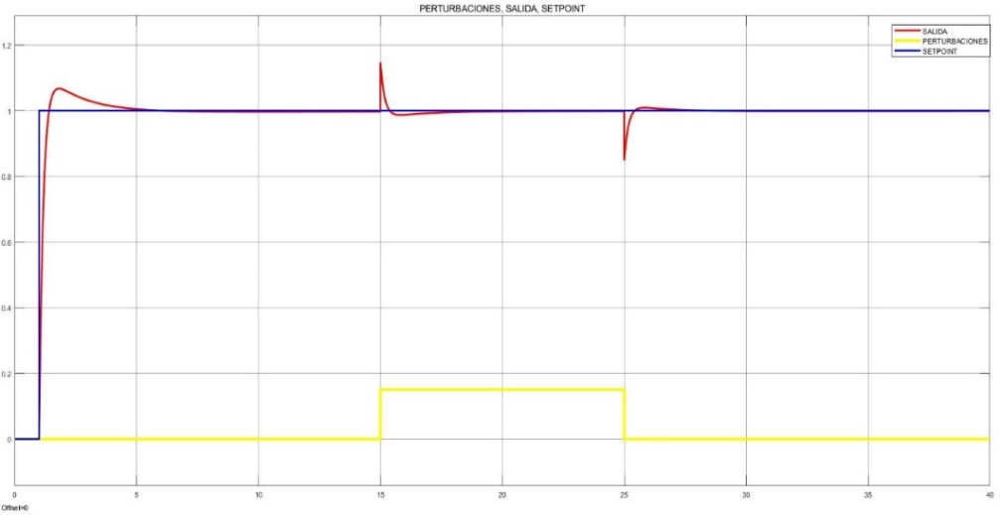 PERTURBACIONES, SALIDA, SETPOINT
SALIDA
PERTURBACIONES
SETPOINT
1.2
1
0.8
0.6
0.4
0.2
0
0 5 10 15 20 25 30 35 40
Offset=0